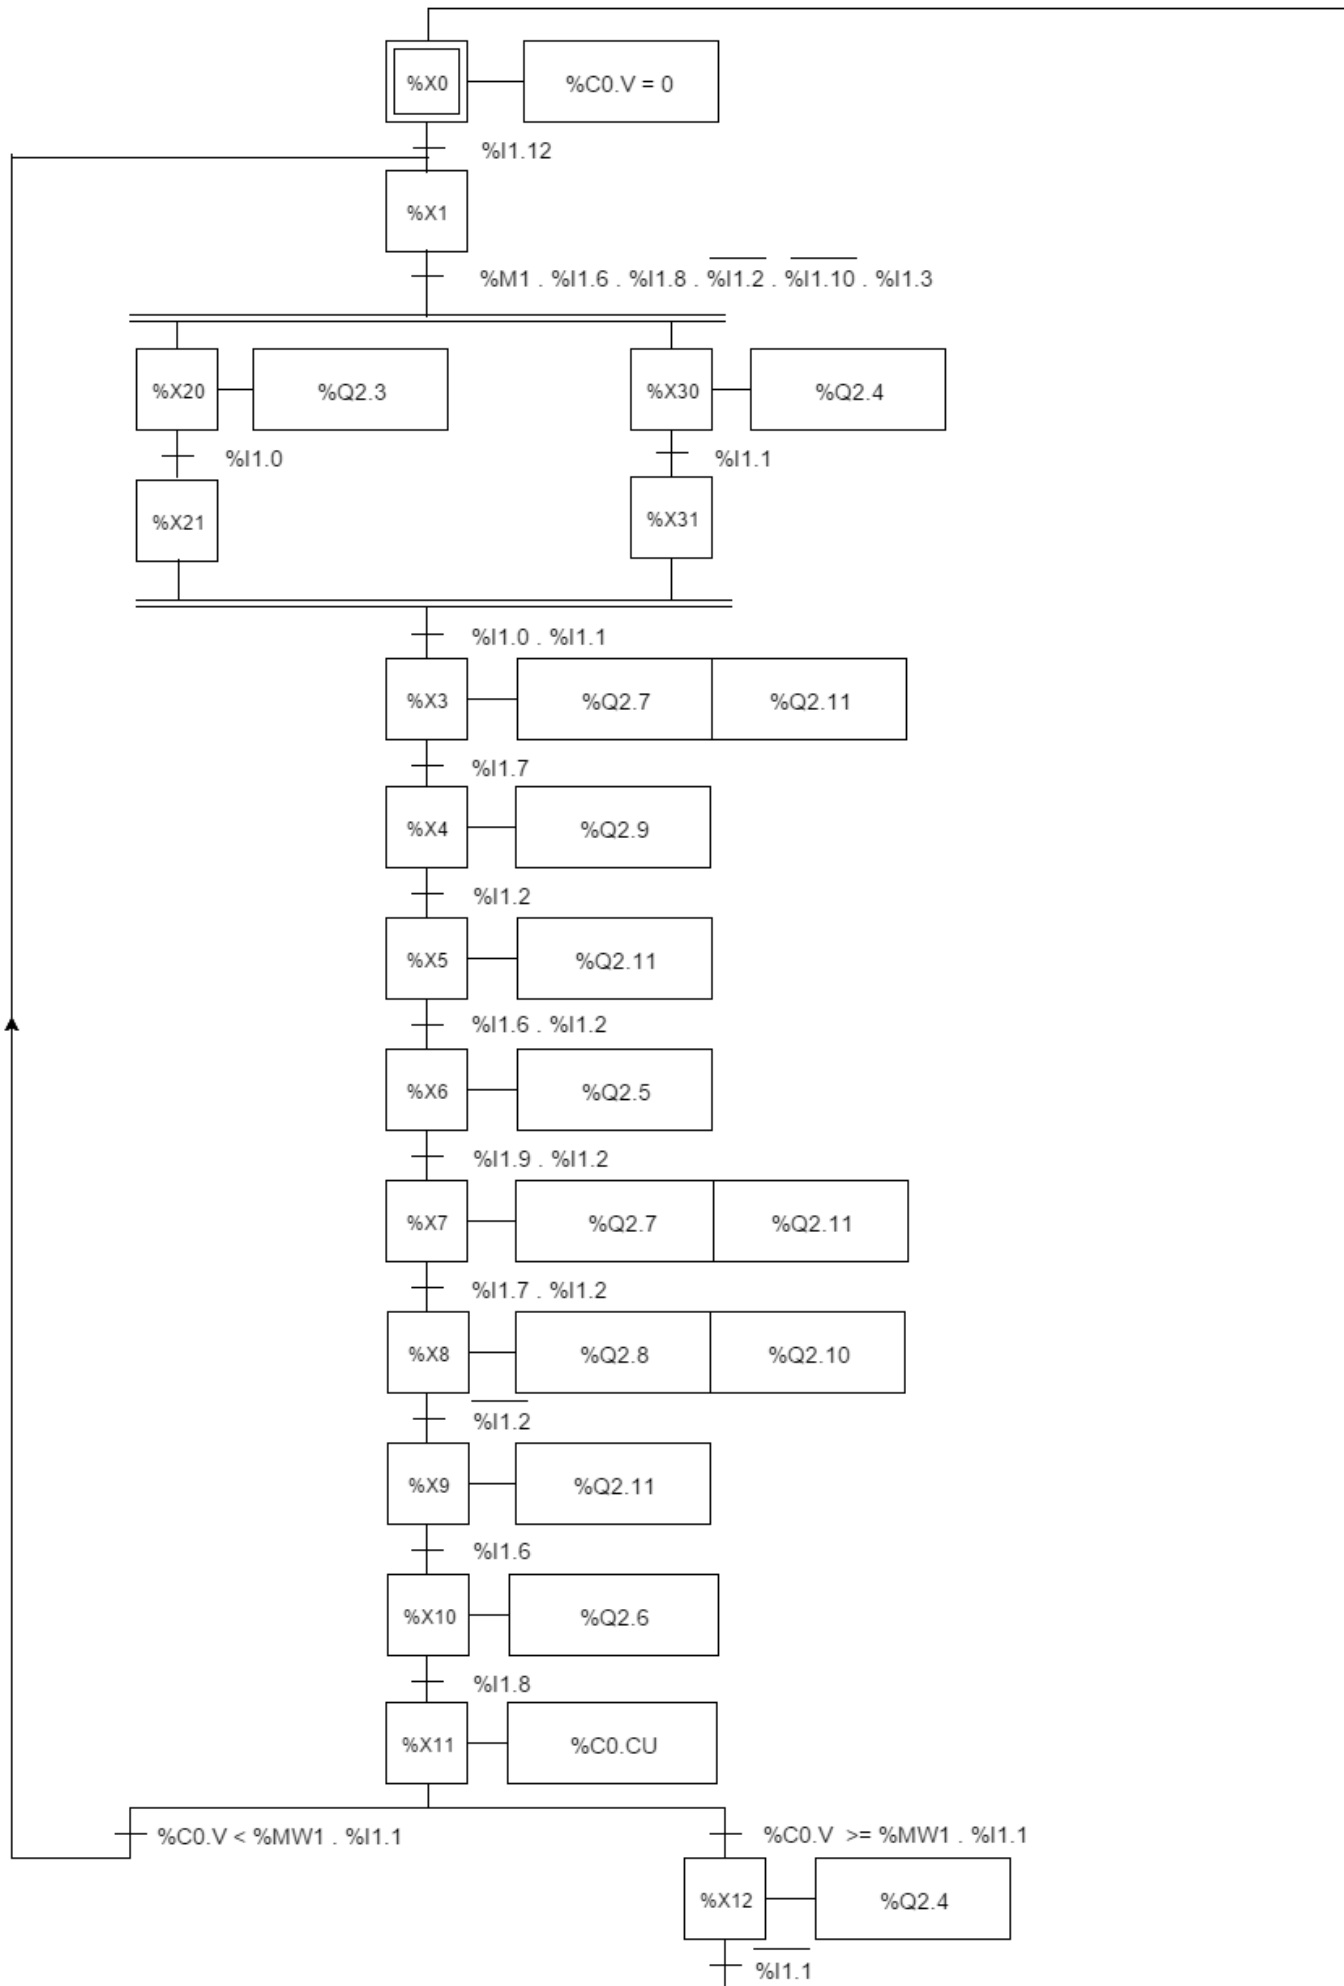 %X0 %C0.V = 0
%I1.12
%X1
%M1 . %I1.6 . %I1.8 . %I1.2 . %I1.10 . %I1.3
%X20 %Q2.3 %X30 %Q2.4
%I1.0 %I1.1
%X21 %X31
%I1.0 . %I1.1
%X3 %Q2.7 %Q2.11
%I1.7
%X4 %Q2.9
%I1.2
%X5 %Q2.11
%I1.6 . %I1.2
%X6 %Q2.5
%I1.9 . %I1.2
%X7 %Q2.7 %Q2.11
%I1.7 . %I1.2
%X8 %Q2.8 %Q2.10
%I1.2
%X9 %Q2.11
%I1.6
%X10 %Q2.6
%I1.8
%X11 %C0.CU
%C0.V < %MW1 . %I1.1 %C0.V >= %MW1 . %I1.1
%X12 %Q2.4
%I1.1